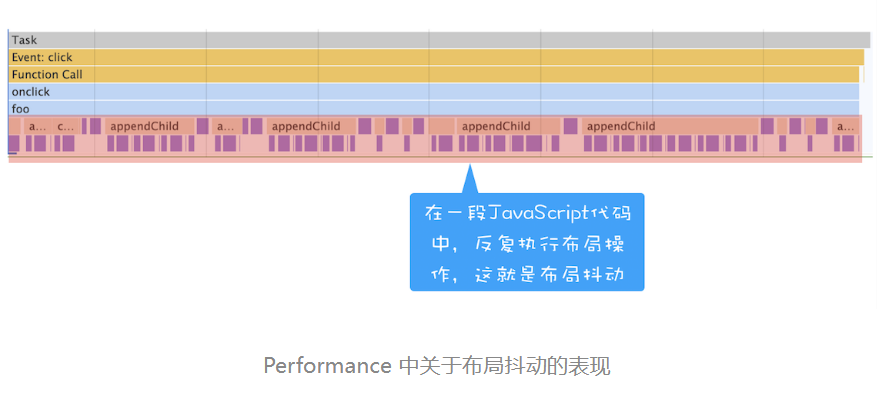 Task
Event: click
Function Call
onclick
foo
a... c... appendChild a... appendChild appendChild appendChild a...
在一段JavaScript代码
中，反复执行布局操
作，这就是布局抖动
Performance 中关于布局抖动的表现